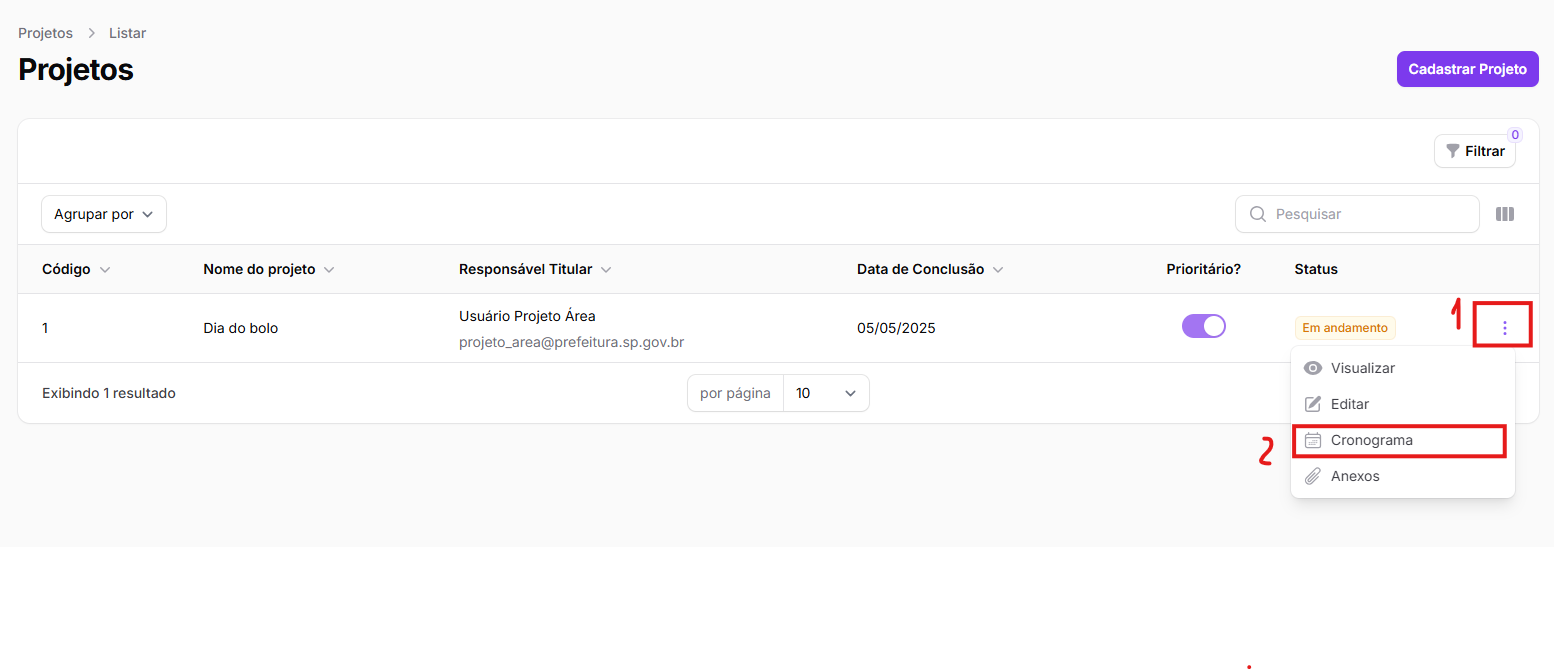 Projetos > Listar
Projetos
Cadastrar Projeto
0
Filtrar
Agrupar por
Pesquisar
Código Nome do projeto Responsável Titular Data de Conclusão Prioritário? Status
1
Usuário Projeto Área
1 Dia do bolo 05/05/2025 Em andamento
projeto_area@prefeitura.sp.gov.br
Visualizar
Exibindo 1 resultado por página 10
Editar
2 Cronograma
Anexos